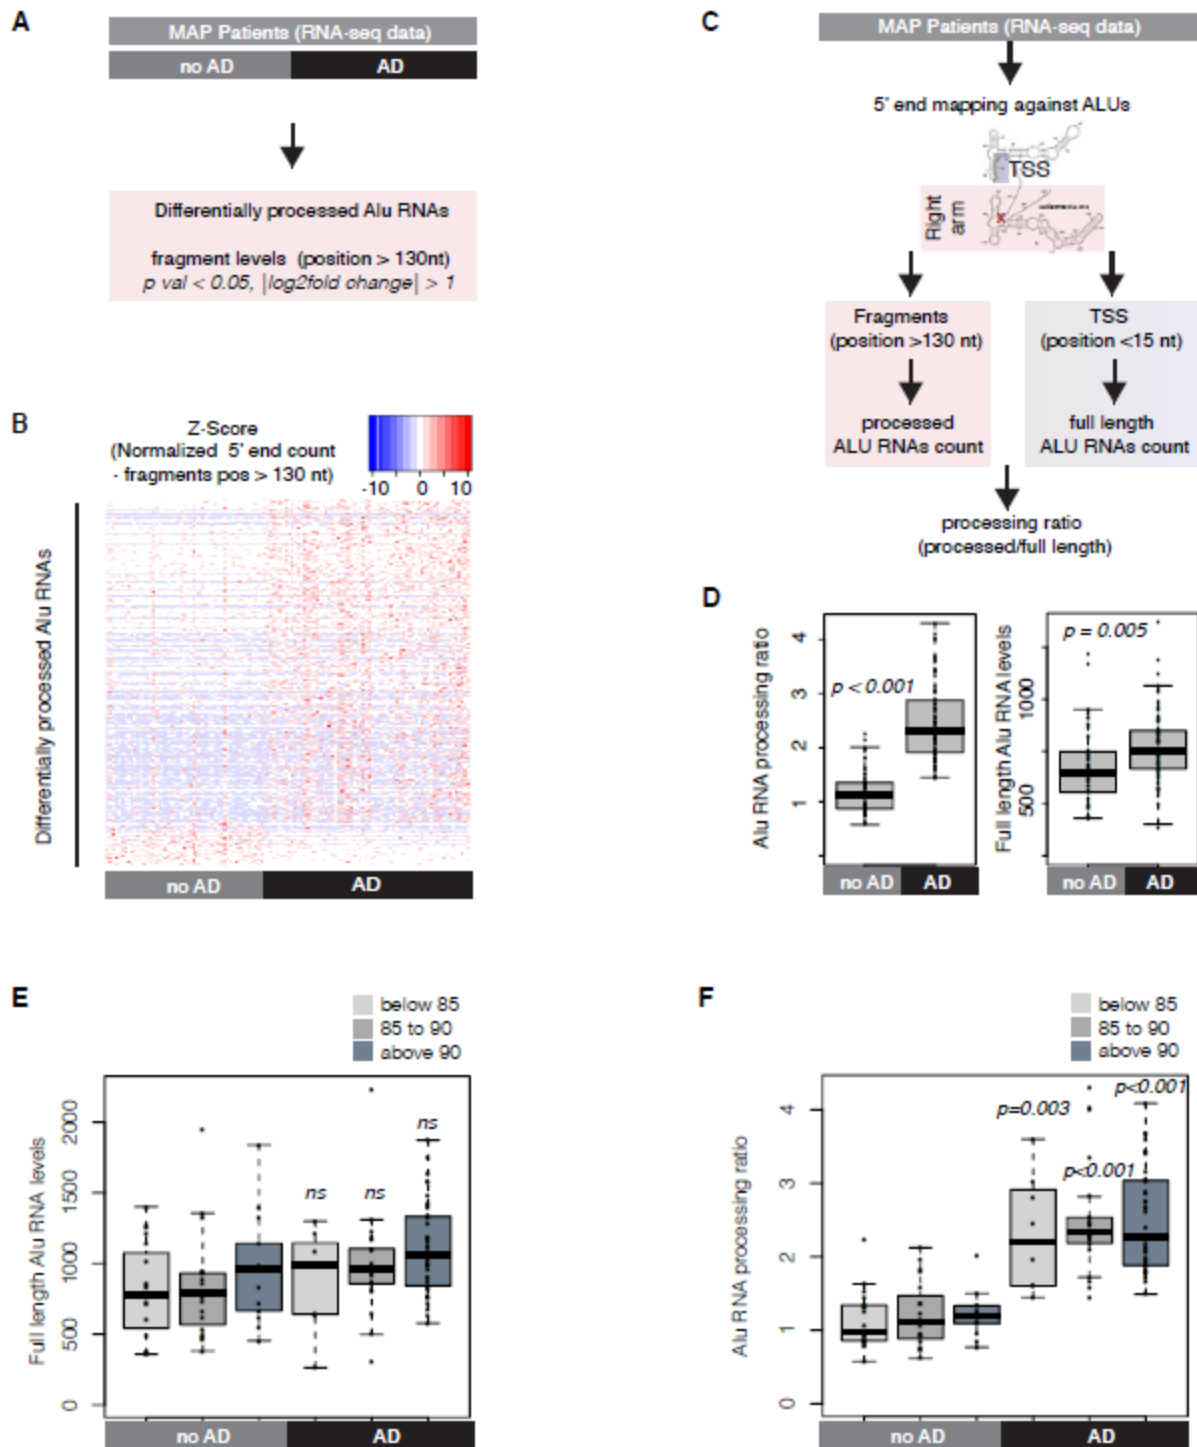 A
MAP Patients (RNA-seq data)
no AD
AD
Differentially processed Alu RNAs
fragment levels (position > 130nt)
p val < 0.05, |log2fold change| > 1
B
Z-Score
(Normalized 5' end count
- fragments pos > 130 nt)
-10 0 10
Differentially processed Alu RNAs
no AD
AD
C
MAP Patients (RNA-seq data)
5' end mapping against ALUs
TSS
Right
arm
X
Fragments
(position >130 nt)
processed
ALU RNAs count
TSS
(position <15 nt)
full length
ALU RNAs count
processing ratio
(processed/full length)
D
Alu RNA processing ratio
4
3
2
1
p < 0.001
no AD
AD
Full length Alu RNA levels
1000
500
p = 0.005
no AD
AD
E
below 85
85 to 90
above 90
Full length Alu RNA levels
2000
1500
1000
500
0
ns
ns
ns
no AD
AD
F
below 85
85 to 90
above 90
Alu RNA processing ratio
4
3
2
1
0
p=0.003
p<0.001
p<0.001
no AD
AD